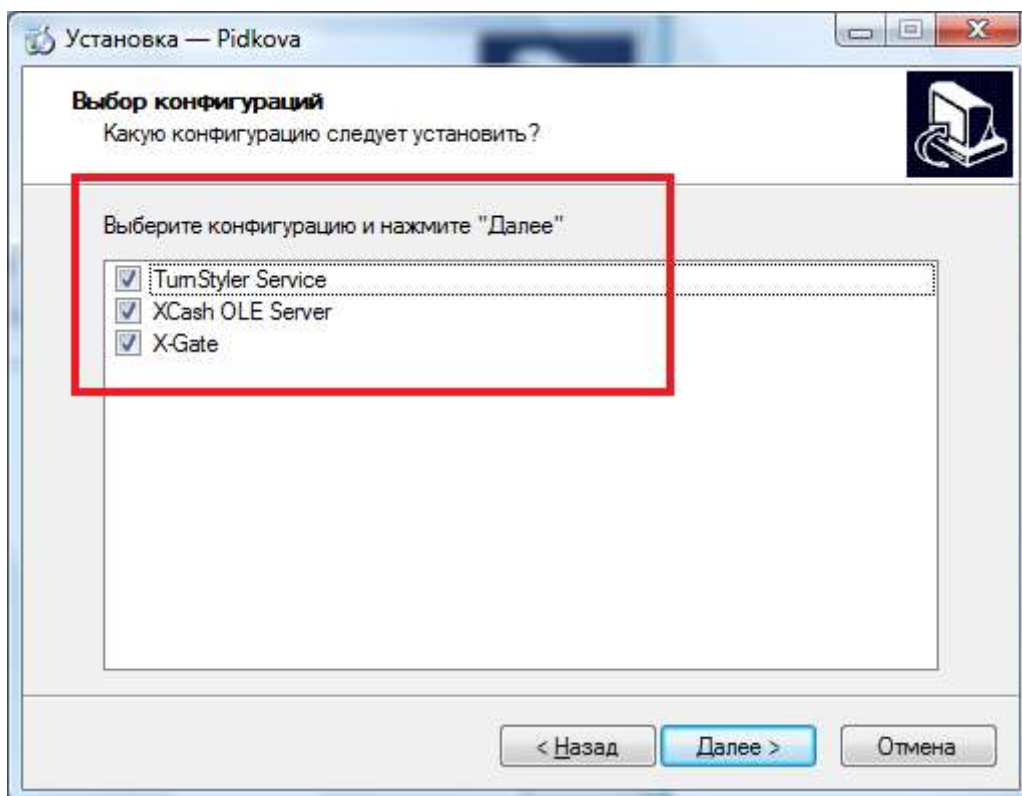 Установка — Pidkova
Выбор конфигураций
Какую конфигурацию следует установить?
Выберите конфигурацию и нажмите "Далее"
TurnStyler Service
XCash OLE Server
X-Gate
< Назад
Далее >
Отмена